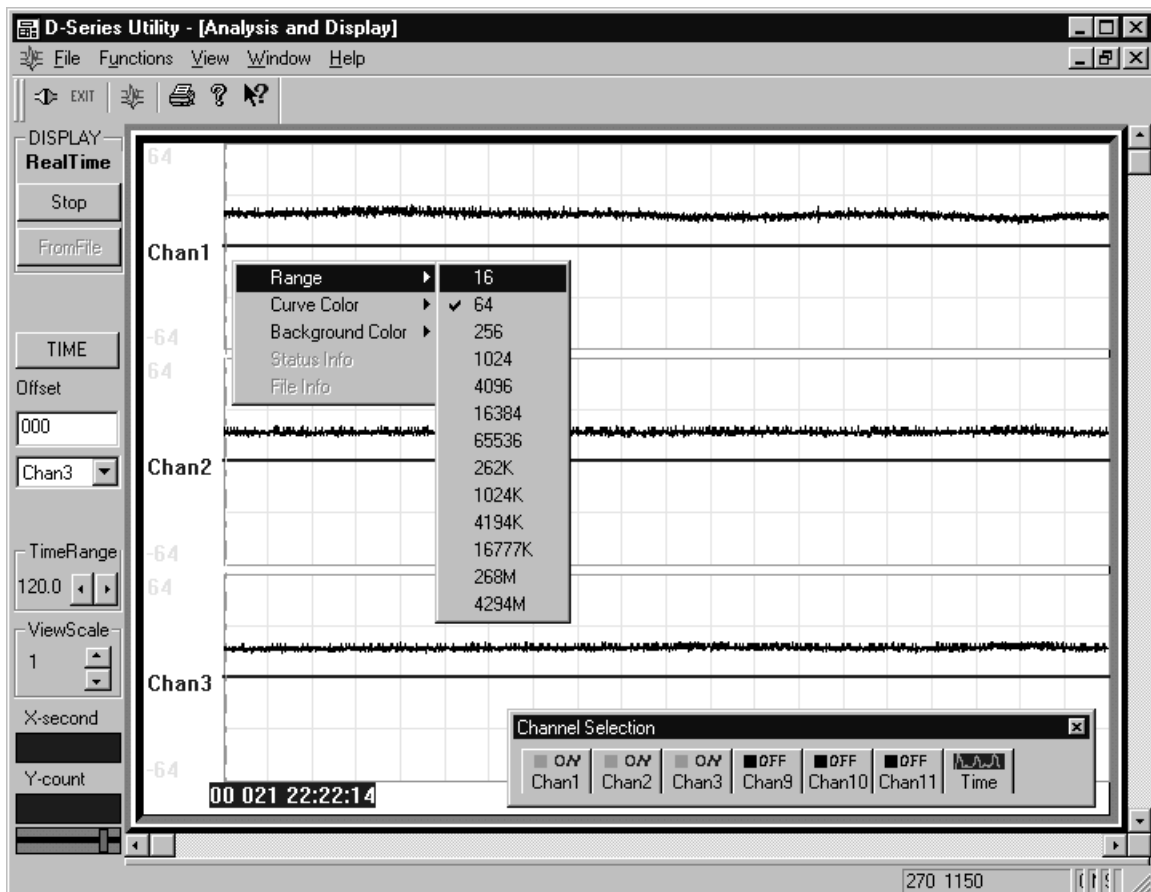 D-Series Utility - [Analysis and Display]
File Functions View Window Help
EXIT
DISPLAY
RealTime
Stop
FromFile
TIME
Offset
000
Chan3
TimeRange
120.0
ViewScale
1
X-second
Y-count
64
Chan1
-64
64
Chan2
-64
64
Chan3
-64
00 021 22:22:14
Range
Curve Color
Background Color
Status Info
File Info
16
64
256
1024
4096
16384
65536
262K
1024K
4194K
16777K
268M
4294M
Channel Selection
ON ON ON OFF OFF OFF
Chan1 Chan2 Chan3 Chan9 Chan10 Chan11 Time
270 1150